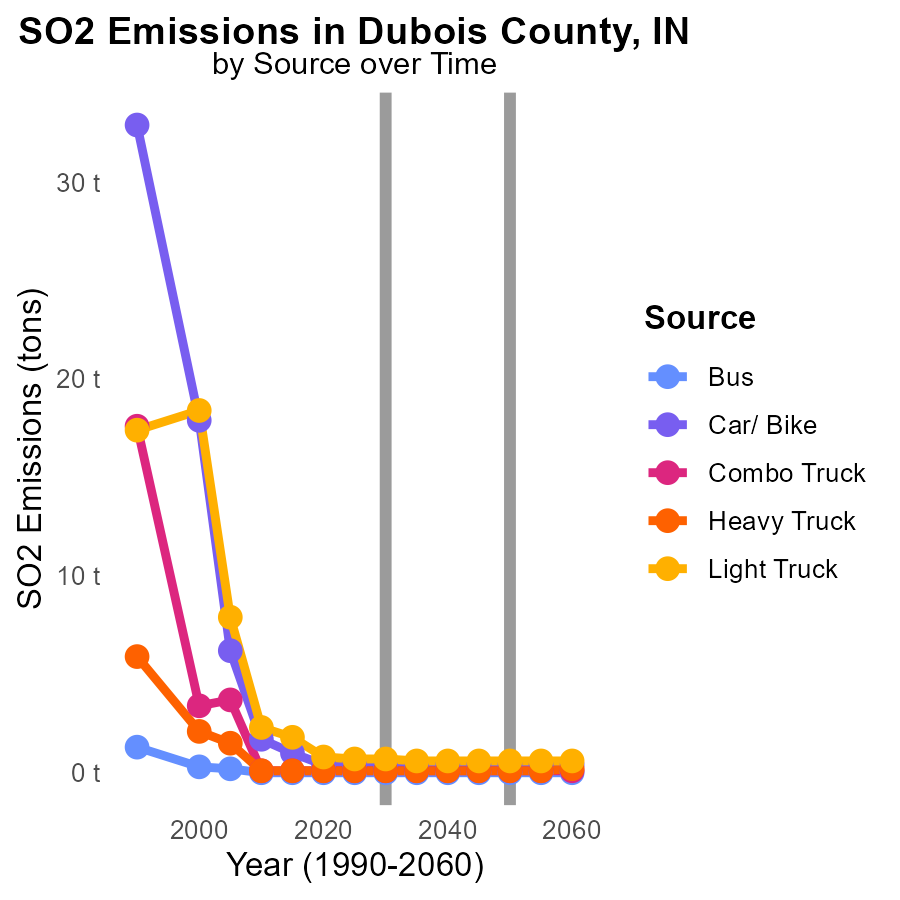 SO2 Emissions in Dubois County, IN
by Source over Time
30 t
20 t
10 t
0 t
SO2 Emissions (tons)
2000 2020 2040 2060
Year (1990-2060)
Source
Bus
Car/ Bike
Combo Truck
Heavy Truck
Light Truck